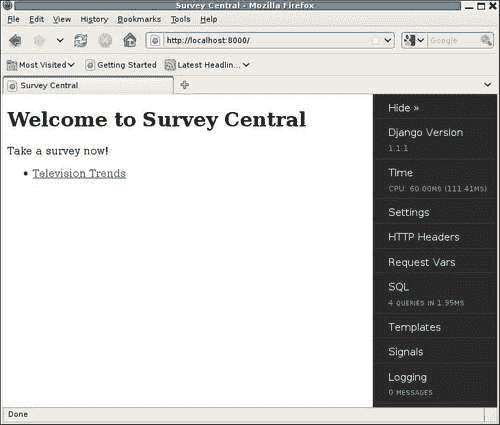 Survey Central - Mozilla Firefox
File Edit View History Bookmarks Tools Help
http://localhost:8000/
Google
Most Visited Getting Started Latest Headlin...
Survey Central
Welcome to Survey Central
Take a survey now!
• Television Trends
Hide »
Django Version
1.1.1
Time
CPU: 60.00MS (111.41MS)
Settings
HTTP Headers
Request Vars
SQL
4 QUERIES IN 1.95MS
Templates
Signals
Logging
0 MESSAGES
Done